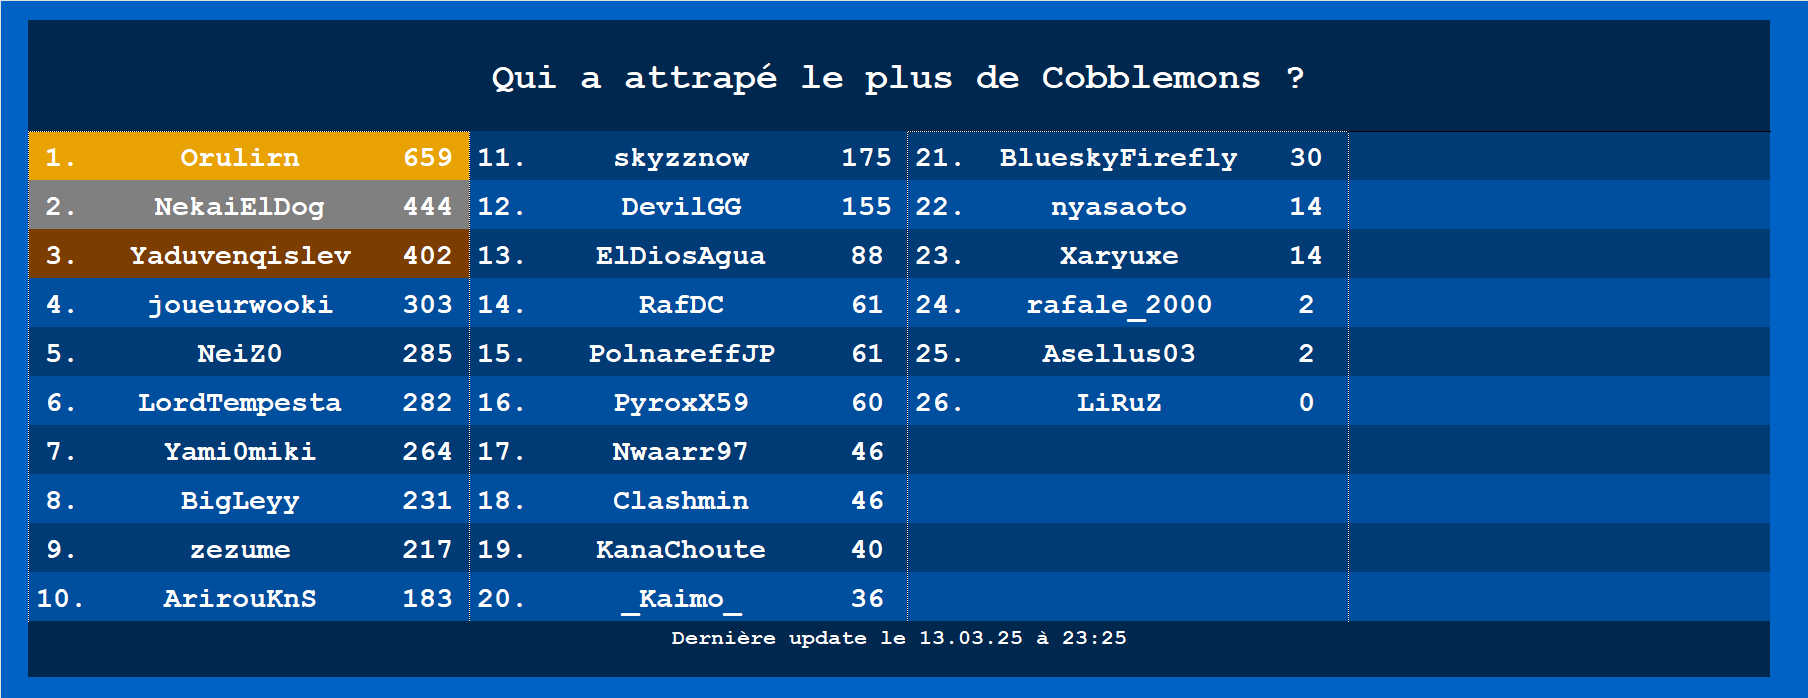 Qui a attrapé le plus de Cobblemons ?
1. Orulirn 659
2. NekaiElDog 444
3. Yaduvenqislev 402
4. joueurwooki 303
5. NeiZ0 285
6. LordTempesta 282
7. Yami0miki 264
8. BigLeyy 231
9. zezume 217
10. ArirouKnS 183
11. skyzznow 175
12. DevilGG 155
13. ElDiosAgua 88
14. RafDC 61
15. PolnareffJP 61
16. PyroxX59 60
17. Nwaarr97 46
18. Clashmin 46
19. KanaChoute 40
20. _Kaimo_ 36
21. BlueskyFirefly 30
22. nyasaoto 14
23. Xaryuxe 14
24. rafale_2000 2
25. Asellus03 2
26. LiRuZ 0
Dernière update le 13.03.25 à 23:25